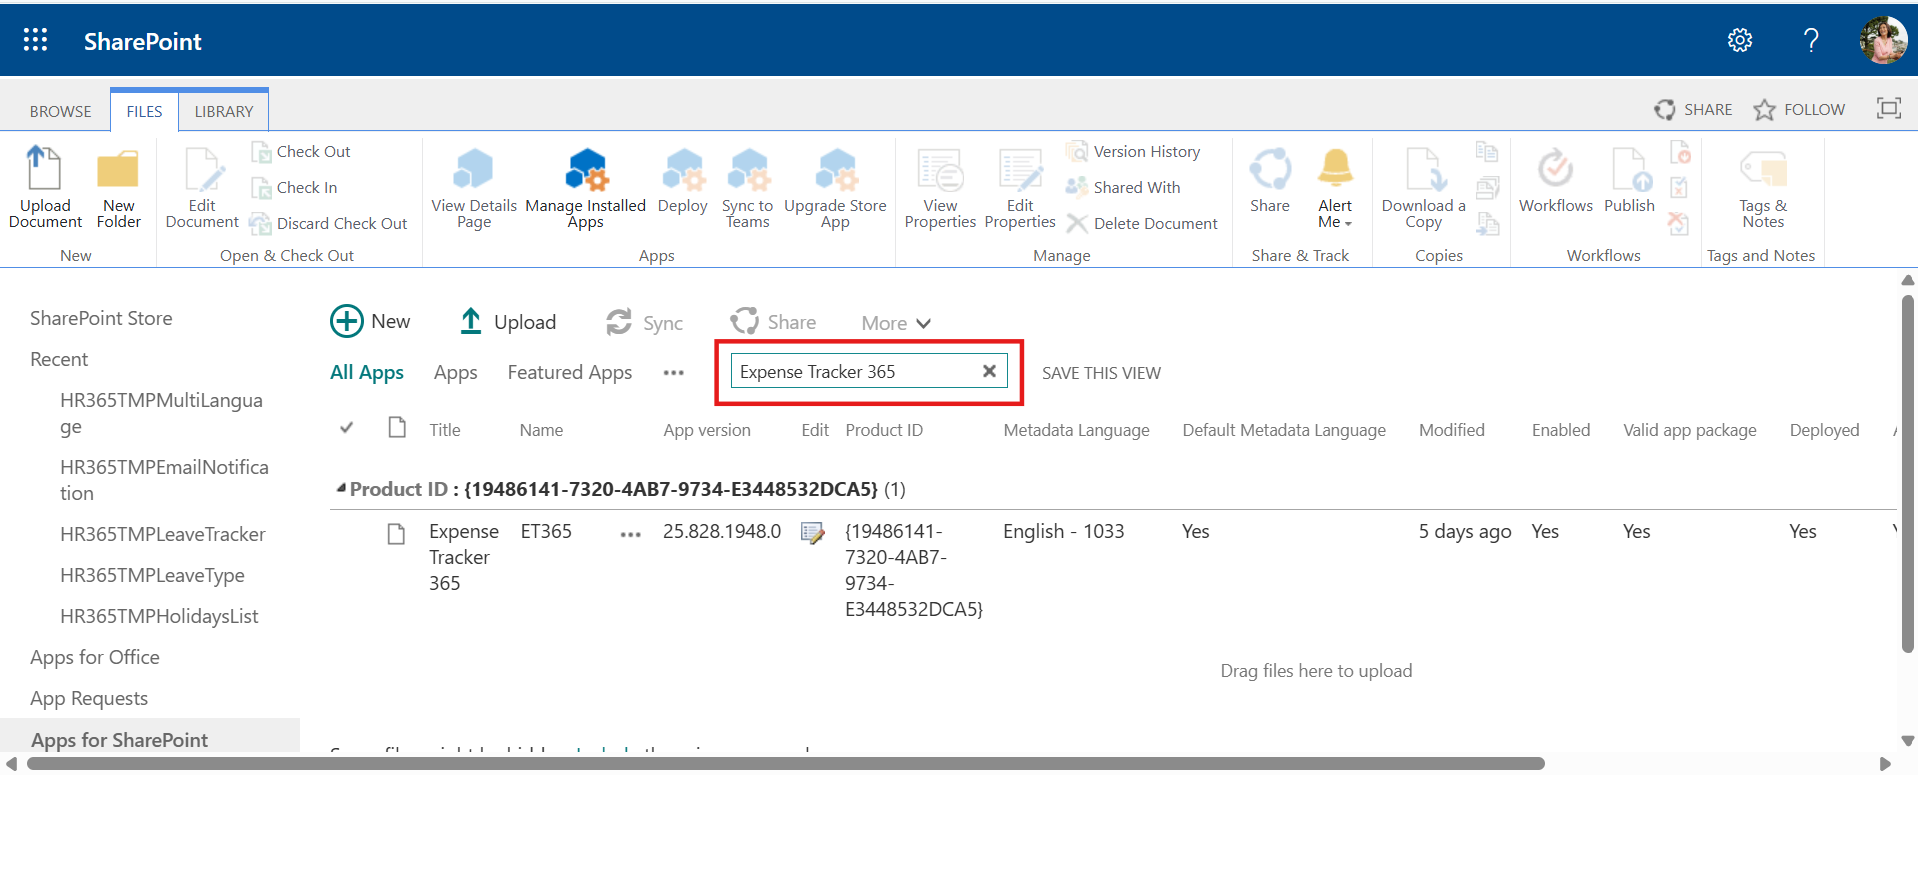 SharePoint
BROWSE
FILES
LIBRARY
SHARE
FOLLOW
Upload Document
New Folder
New
Edit Document
Check Out
Check In
Discard Check Out
Open & Check Out
View Details Page
Manage Installed Apps
Deploy
Sync to Teams
Upgrade Store App
Apps
View Properties
Edit Properties
Version History
Shared With
Delete Document
Manage
Share
Alert Me
Share & Track
Download a Copy
Copies
Workflows
Publish
Workflows
Tags & Notes
Tags and Notes
SharePoint Store
Recent
HR365TMPMultiLangua
ge
HR365TMPEmailNotifica
tion
HR365TMPLeaveTracker
HR365TMPLeaveType
HR365TMPHolidaysList
Apps for Office
App Requests
Apps for SharePoint
New
Upload
Sync
Share
More
All Apps
Apps
Featured Apps
Expense Tracker 365
SAVE THIS VIEW
Title
Name
App version
Edit
Product ID
Metadata Language
Default Metadata Language
Modified
Enabled
Valid app package
Deployed
Product ID : {19486141-7320-4AB7-9734-E3448532DCA5} (1)
Expense
Tracker
365
ET365
25.828.1948.0
{19486141-
7320-4AB7-
9734-
E3448532DCA5}
English - 1033
Yes
5 days ago
Yes
Yes
Yes
Drag files here to upload